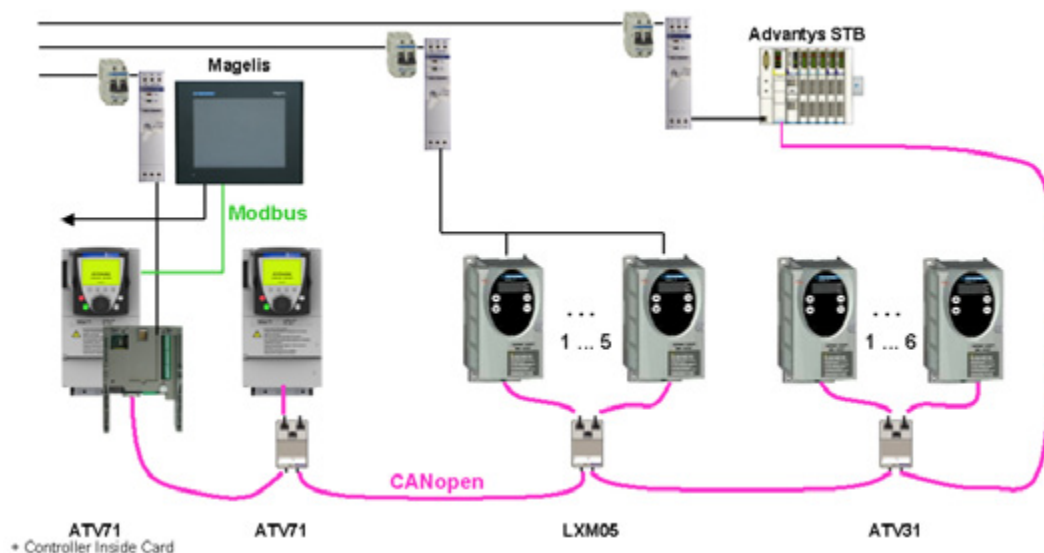 Advantys STB
Magelis
Modbus
...
1 ... 5
...
1 ... 6
CANopen
ATV71
ATV71
LXM05
ATV31
+ Controller Inside Card